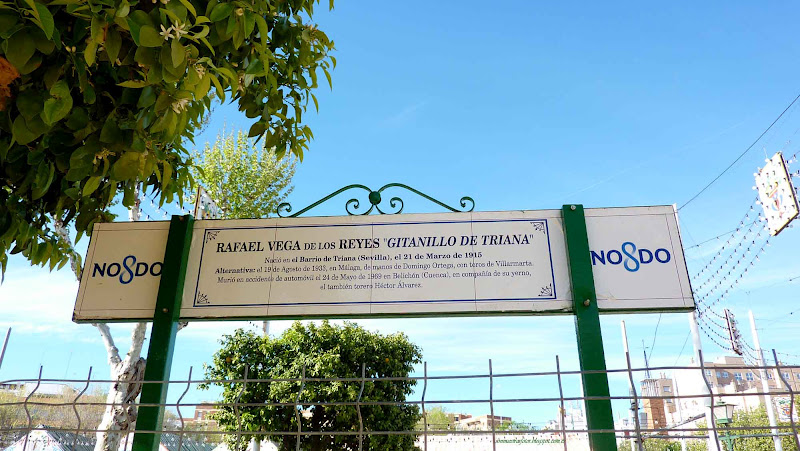 RAFAEL VEGA DE LOS REYES "GITANILLO DE TRIANA"
Nació en el Barrio de Triana (Sevilla), el 21 de Marzo de 1915
Alternativa: el 19 de Agosto de 1933, en Málaga, de manos de Domingo Ortega, con toros de Villamarta.
Murió en accidente de automóvil el 24 de Mayo de 1969 en Belichón (Cuenca), en compañía de su yerno,
el también torero Héctor Álvarez.
NO8DO
NO8DO